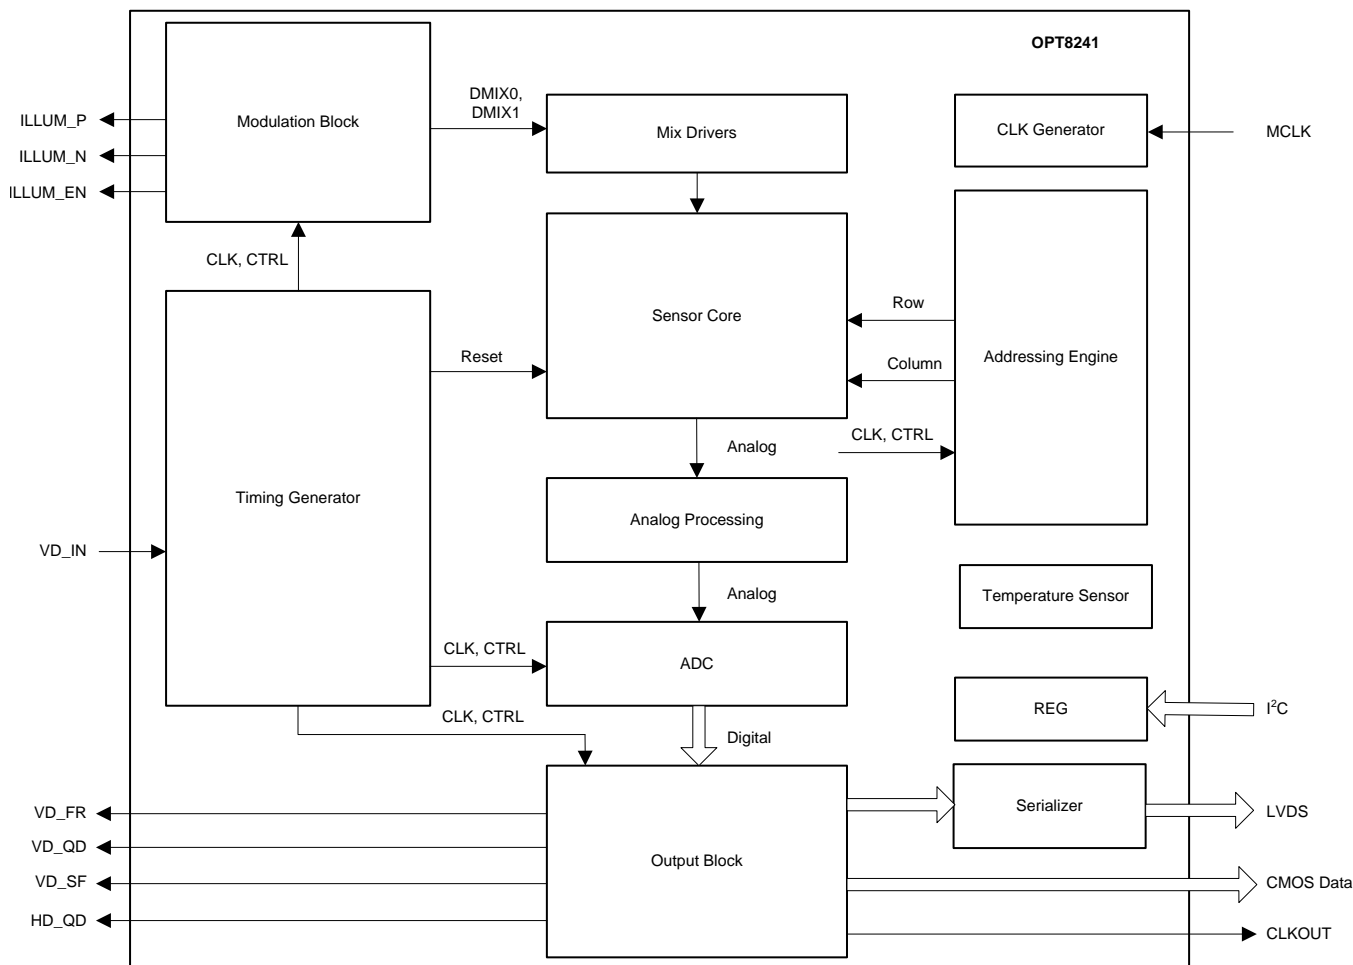 OPT8241
DMIX0,
DMIX1
ILLUM_P
Modulation Block
Mix Drivers
CLK Generator
MCLK
ILLUM_N
ILLUM_EN
CLK, CTRL
Row
Sensor Core
Reset
Column
Addressing Engine
Analog
CLK, CTRL
Timing Generator
Analog Processing
VD_IN
Analog
Temperature Sensor
CLK, CTRL
ADC
CLK, CTRL
REG
I²C
Digital
VD_FR
Serializer
LVDS
VD_QD
Output Block
VD_SF
CMOS Data
HD_QD
CLKOUT